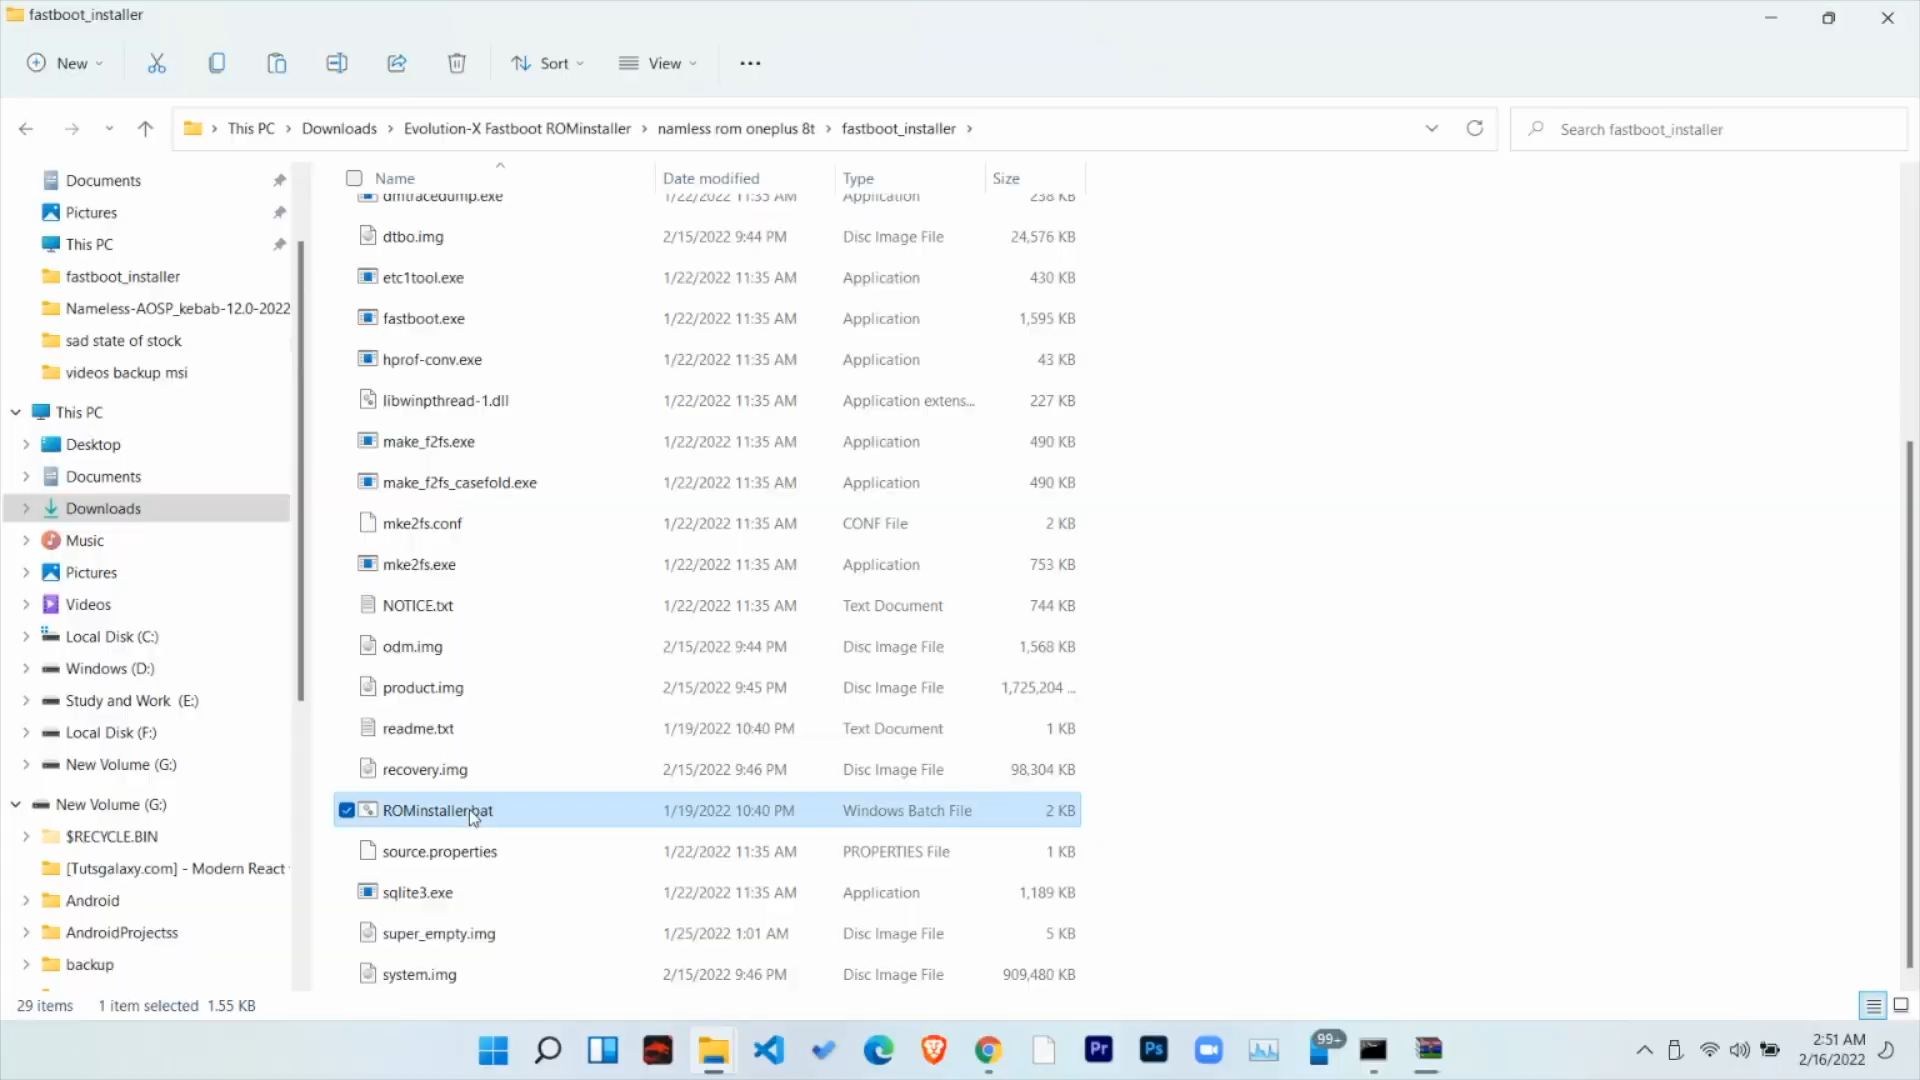 fastboot_installer
New
Sort
View
This PC > Downloads > Evolution-X Fastboot ROMinstaller > namless rom oneplus 8t > fastboot_installer >
Search fastboot_installer
Name Date modified Type Size
Documents
Pictures
This PC
fastboot_installer
Nameless-AOSP_kebab-12.0-2022
sad state of stock
videos backup msi
This PC
Desktop
Documents
Downloads
Music
Pictures
Videos
Local Disk (C:)
Windows (D:)
Study and Work (E:)
Local Disk (F:)
New Volume (G:)
New Volume (G:)
$RECYCLE.BIN
[Tutsgalaxy.com] - Modern React
Android
AndroidProjectss
backup
dmtracedump.exe 1/22/2022 11:35 AM Application 238 KB
dtbo.img 2/15/2022 9:44 PM Disc Image File 24,576 KB
etc1tool.exe 1/22/2022 11:35 AM Application 430 KB
fastboot.exe 1/22/2022 11:35 AM Application 1,595 KB
hprof-conv.exe 1/22/2022 11:35 AM Application 43 KB
libwinpthread-1.dll 1/22/2022 11:35 AM Application extens... 227 KB
make_f2fs.exe 1/22/2022 11:35 AM Application 490 KB
make_f2fs_casefold.exe 1/22/2022 11:35 AM Application 490 KB
mke2fs.conf 1/22/2022 11:35 AM CONF File 2 KB
mke2fs.exe 1/22/2022 11:35 AM Application 753 KB
NOTICE.txt 1/22/2022 11:35 AM Text Document 744 KB
odm.img 2/15/2022 9:44 PM Disc Image File 1,568 KB
product.img 2/15/2022 9:45 PM Disc Image File 1,725,204 ...
readme.txt 1/19/2022 10:40 PM Text Document 1 KB
recovery.img 2/15/2022 9:46 PM Disc Image File 98,304 KB
ROMinstaller.bat 1/19/2022 10:40 PM Windows Batch File 2 KB
source.properties 1/22/2022 11:35 AM PROPERTIES File 1 KB
sqlite3.exe 1/22/2022 11:35 AM Application 1,189 KB
super_empty.img 1/25/2022 1:01 AM Disc Image File 5 KB
system.img 2/15/2022 9:46 PM Disc Image File 909,480 KB
29 items 1 item selected 1.55 KB
Pr
Ps
99+
2:51 AM
2/16/2022